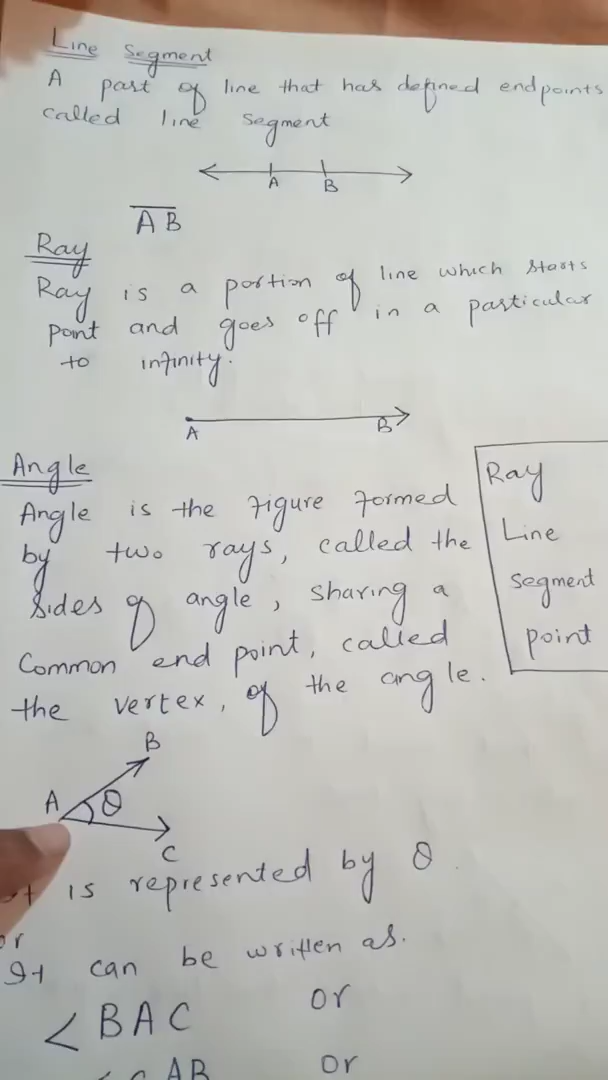 Line Segment
A part of line that has defined endpoints
called line segment
A B
A B
Ray
Ray is a portion of line which starts
point and goes off in a particular
to infinity.
A B
Angle
Angle is the figure formed
by two rays, called the
sides of angle, sharing a
common end point, called
the vertex, of the angle.
Ray
Line
segment
point
B
A θ
C
is represented by θ
or
It can be written as.
∠BAC or
∠CAB or